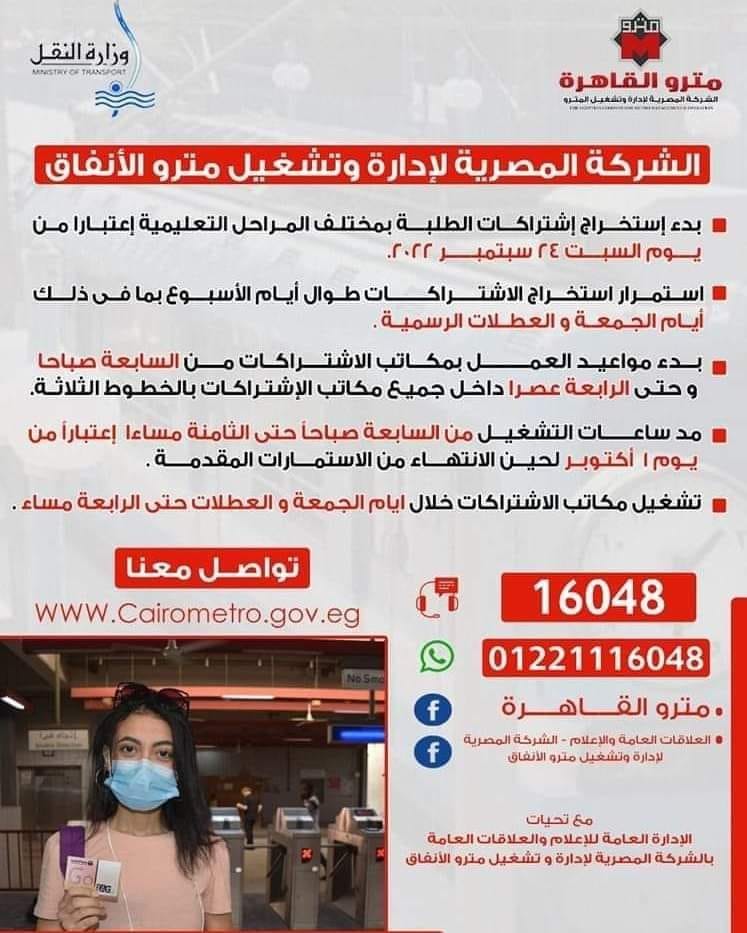 وزارة النقل
MINISTRY OF TRANSPORT
مترو
M
مترو القاهرة
الشركة المصرية لإدارة وتشغيل المترو
الشركة المصرية لإدارة وتشغيل مترو الأنفاق
بدء إستخراج إشتراكات الطلبة بمختلف المراحل التعليمية إعتبارا من
يوم السبت ٢٤ سبتمبر ٢٠٢٢.
استمرار استخراج الاشتراكات طوال أيام الأسبوع بما فى ذلك
أيام الجمعة و العطلات الرسمية .
بدء مواعيد العمل بمكاتب الاشتراكات من السابعة صباحا
و حتى الرابعة عصرا داخل جميع مكاتب الإشتراكات بالخطوط الثلاثة.
مد ساعات التشغيل من السابعة صباحاً حتى الثامنة مساءا إعتباراً من
يوم ١ أكتوبر لحين الانتهاء من الاستمارات المقدمة .
تشغيل مكاتب الاشتراكات خلال ايام الجمعة و العطلات حتى الرابعة مساء .
تواصل معنا
WWW.Cairometro.gov.eg
16048
01221116048
مترو القاهرة
العلاقات العامة والإعلام - الشركة المصرية
لإدارة وتشغيل مترو الأنفاق
مع تحيات
الإدارة العامة للإعلام والعلاقات العامة
بالشركة المصرية لإدارة و تشغيل مترو الأنفاق
No Smo
Go